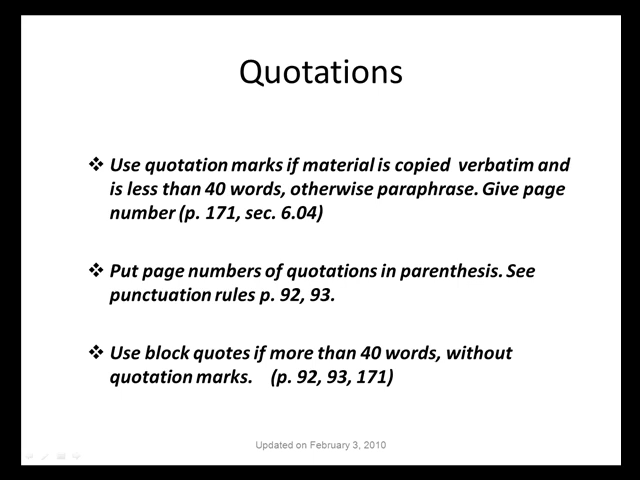 Quotations
❖ Use quotation marks if material is copied  verbatim and
is less than 40 words, otherwise paraphrase. Give page
number (p. 171, sec. 6.04)
❖ Put page numbers of quotations in parenthesis. See
punctuation rules p. 92, 93.
❖ Use block quotes if more than 40 words, without
quotation marks.   (p. 92, 93, 171)
Updated on February 3, 2010